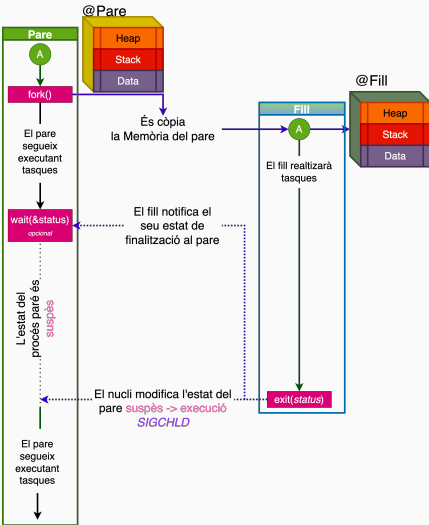 @Pare
Pare
Heap
Stack
Data
A
fork()
És còpia
la Memòria del pare
El pare
segueix
executant
tasques
@Fill
Fill
A
Heap
Stack
Data
El fill realtizarà
tasques
wait(&status)
opcional
El fill notifica el
seu estat de
finalització al pare
L'estat del
procés paré és
suspès
El nucli modifica l'estat del
pare suspès -> execució
SIGCHLD
exit(status)
El pare
segueix
executant
tasques